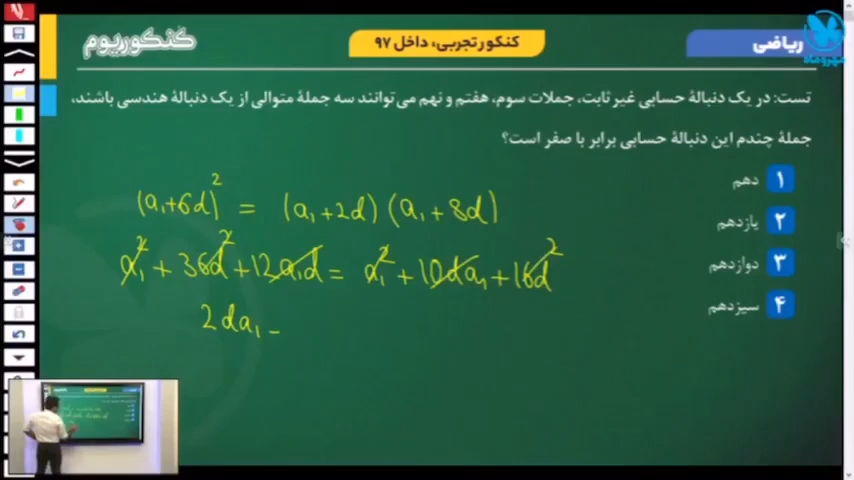 ریاضی
کنکور تجربی، داخل ۹۷
کنکوریوم
مهروماه
تست: در یک دنبالهٔ حسابی غیر ثابت، جملات سوم، هفتم و نهم می‌توانند سه جملهٔ متوالی از یک دنبالهٔ هندسی باشند،
جملهٔ چندم این دنبالهٔ حسابی برابر با صفر است؟
۱ دهم
۲ یازدهم
۳ دوازدهم
۴ سیزدهم
(a₁+6d)² = (a₁+2d)(a₁+8d)
a₁² + 36d² + 12a₁d = a₁² + 10da₁ + 16d²
2da₁ =